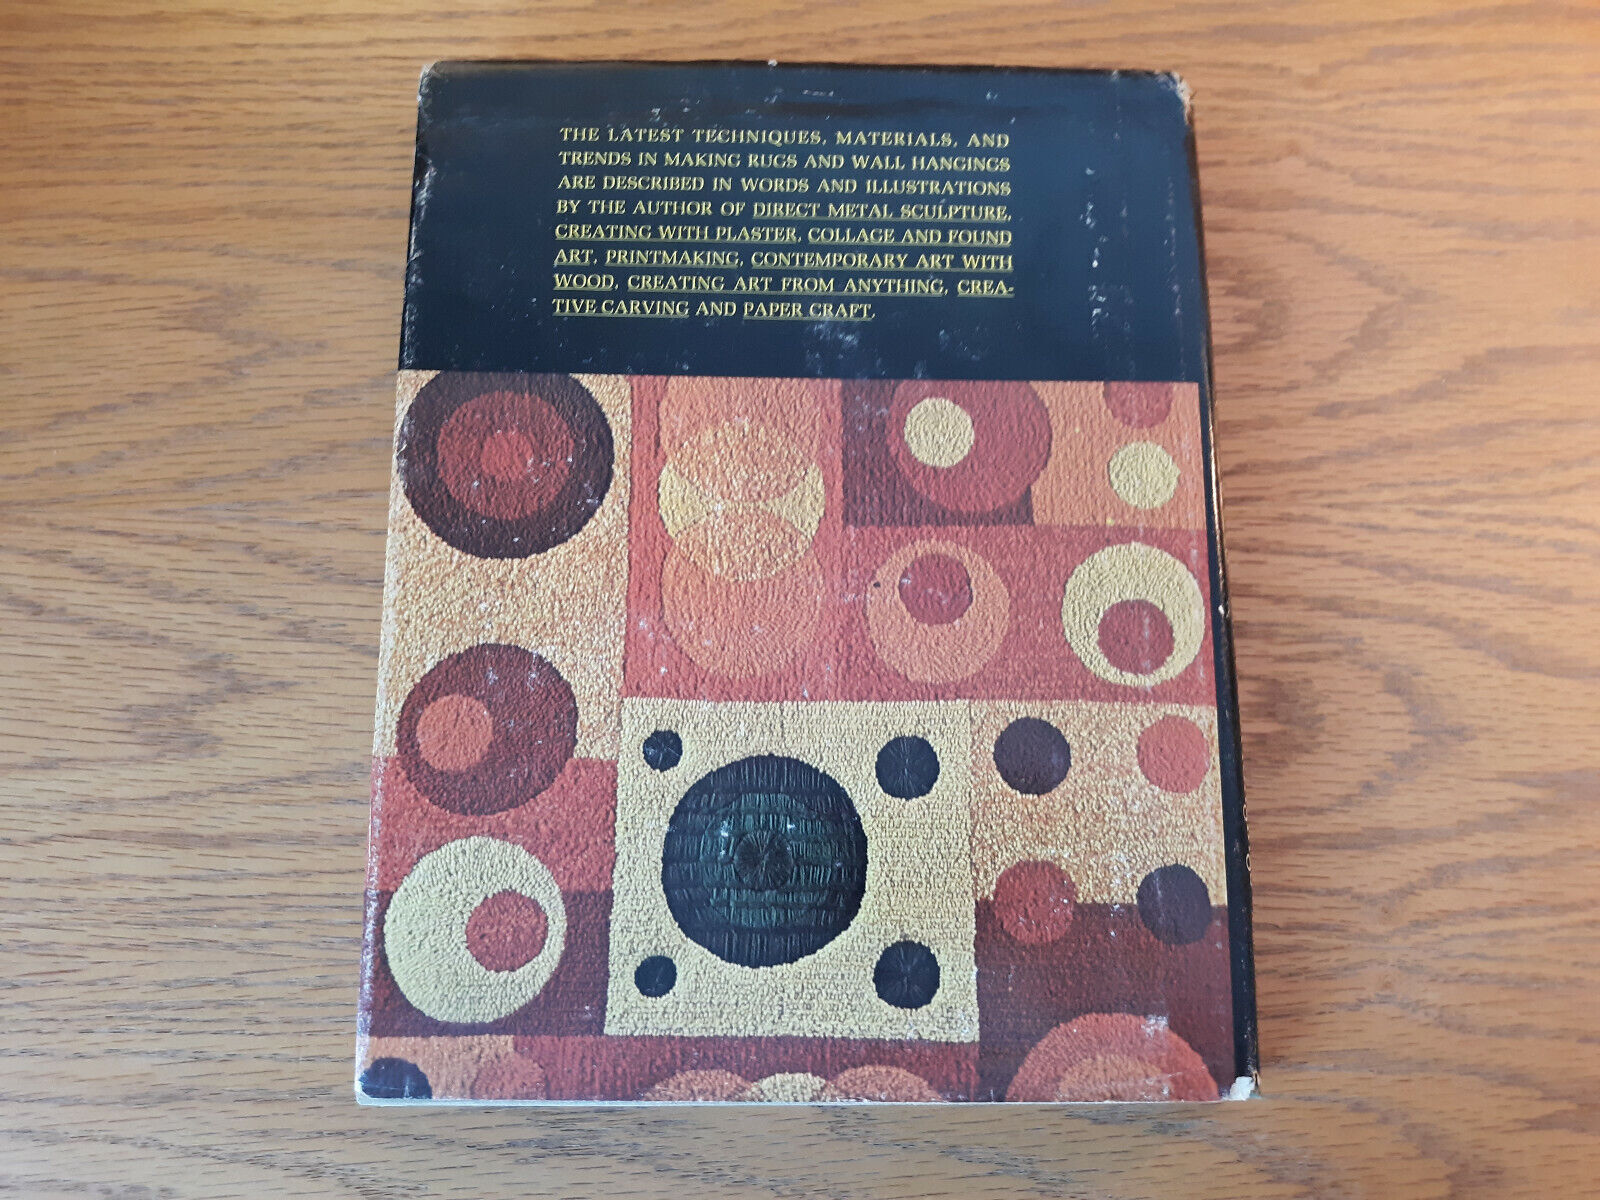 THE LATEST TECHNIQUES, MATERIALS, AND
TRENDS IN MAKING RUGS AND WALL HANGINGS
ARE DESCRIBED IN WORDS AND ILLUSTRATIONS
BY THE AUTHOR OF DIRECT METAL SCULPTURE,
CREATING WITH PLASTER, COLLAGE AND FOUND
ART, PRINTMAKING, CONTEMPORARY ART WITH
WOOD, CREATING ART FROM ANYTHING, CREA-
TIVE CARVING AND PAPER CRAFT.